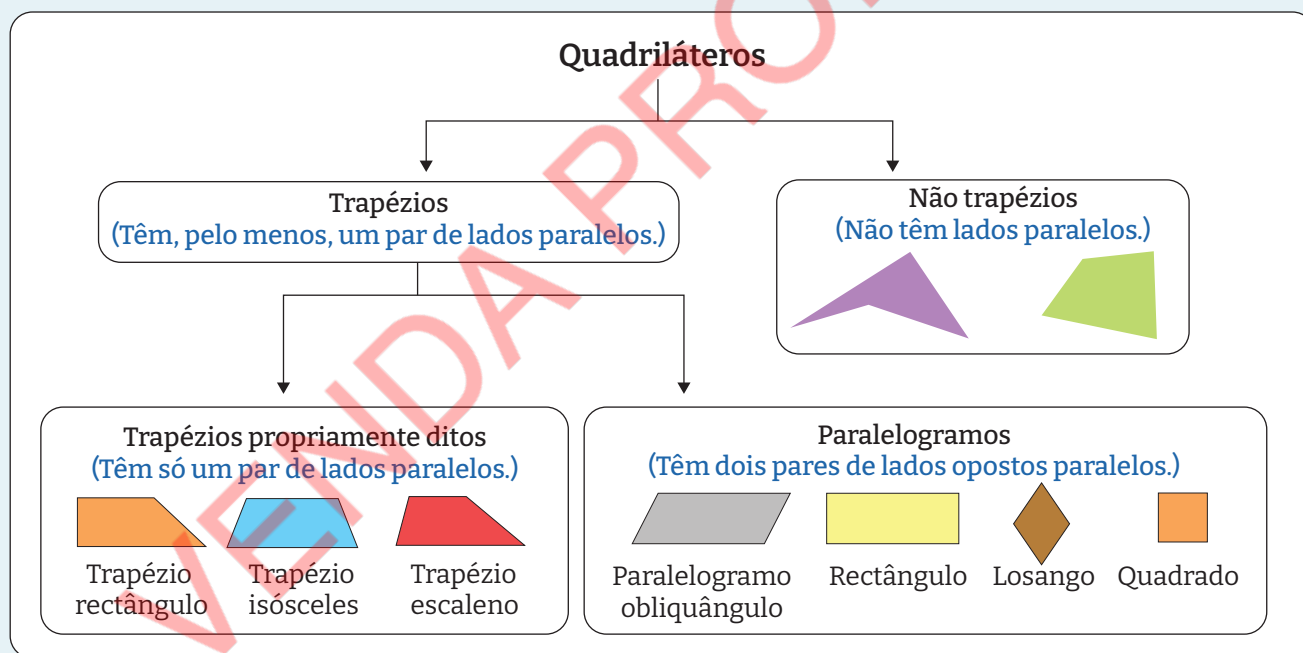 Quadriláteros
Trapézios
(Têm, pelo menos, um par de lados paralelos.)
Não trapézios
(Não têm lados paralelos.)
Trapézios propriamente ditos
(Têm só um par de lados paralelos.)
Trapézio
rectângulo
Trapézio
isósceles
Trapézio
escaleno
Paralelogramos
(Têm dois pares de lados opostos paralelos.)
Paralelogramo
obliquângulo
Rectângulo
Losango
Quadrado
VENDA